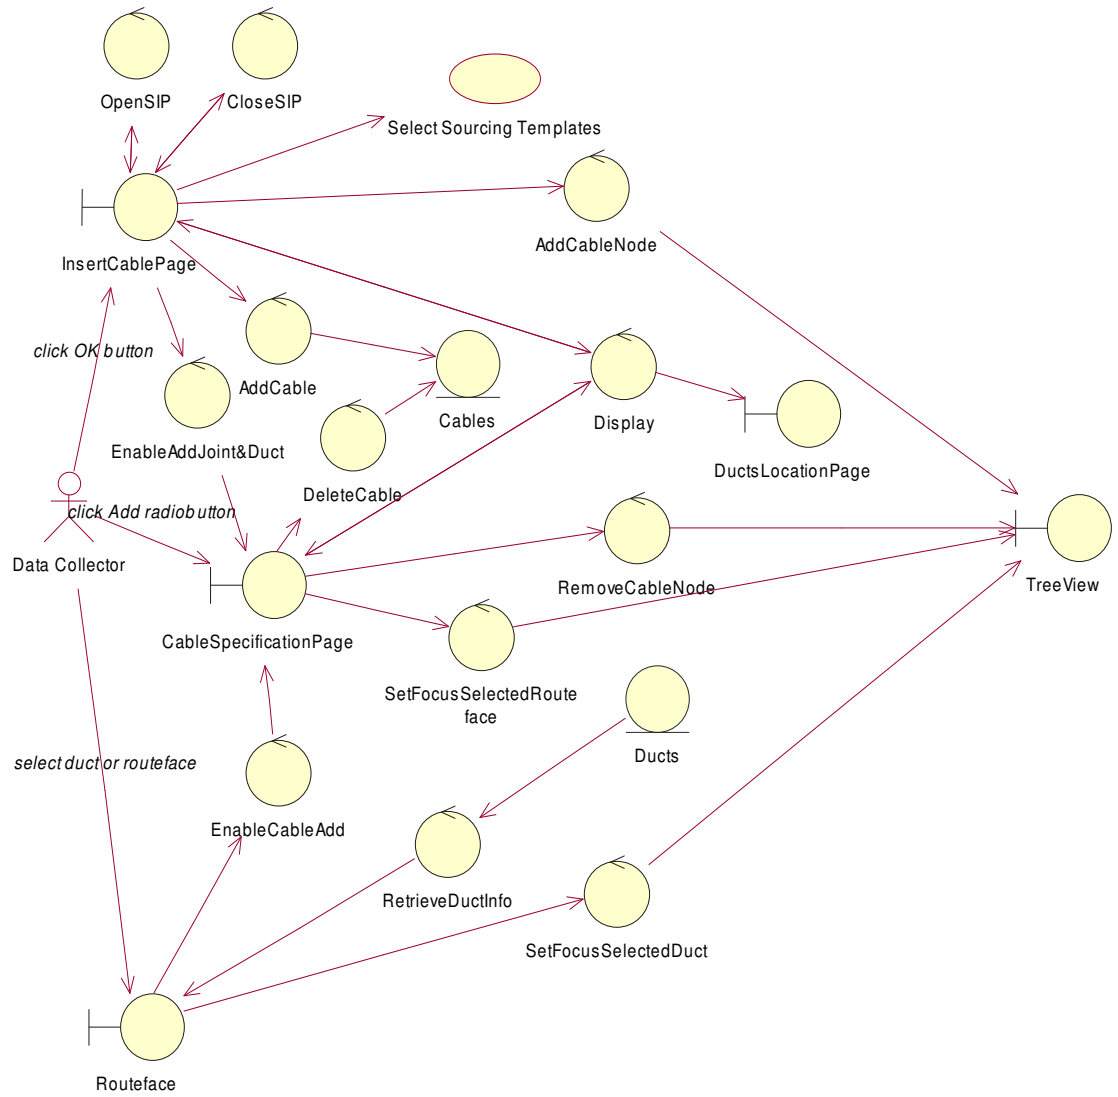 OpenSIP
CloseSIP
Select Sourcing Templates
AddCableNode
InsertCablePage
click OK button
AddCable
Cables
Display
EnableAddJoint&Duct
DuctsLocationPage
DeleteCable
click Add radiobutton
Data Collector
RemoveCableNode
TreeView
CableSpecificationPage
SetFocusSelectedRoute
face
Ducts
select duct or routeface
EnableCableAdd
RetrieveDuctInfo
SetFocusSelectedDuct
Routeface